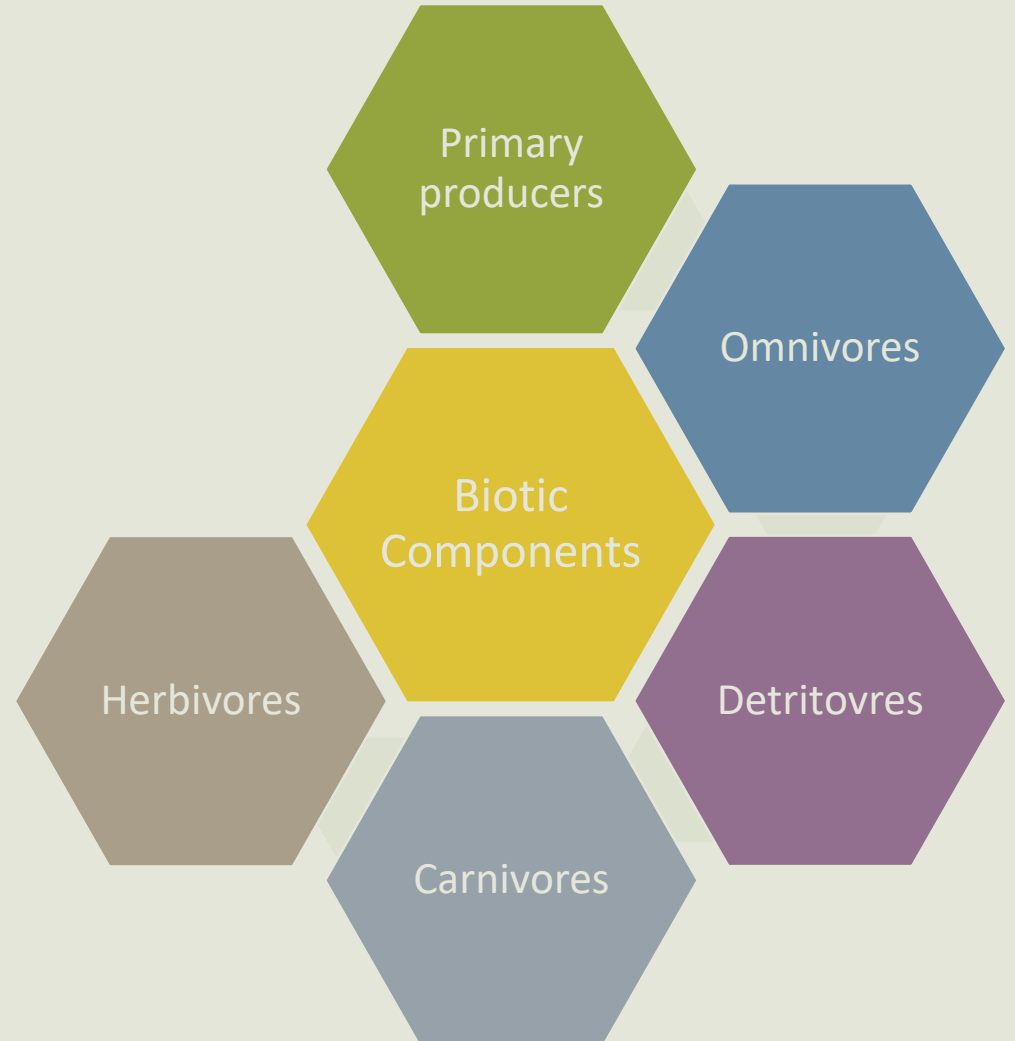 Primary
producers
Omnivores
Biotic
Components
Herbivores
Detritovres
Carnivores